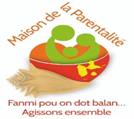 Maison de la Parentalité
Fanmi pou on dot balan...
Agissons ensemble